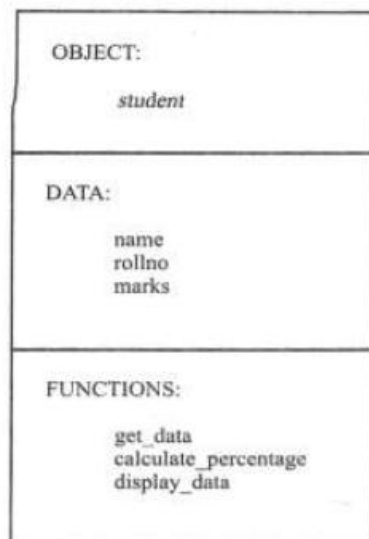 OBJECT:
student
DATA:
name
rollno
marks
FUNCTIONS:
get_data
calculate_percentage
display_data